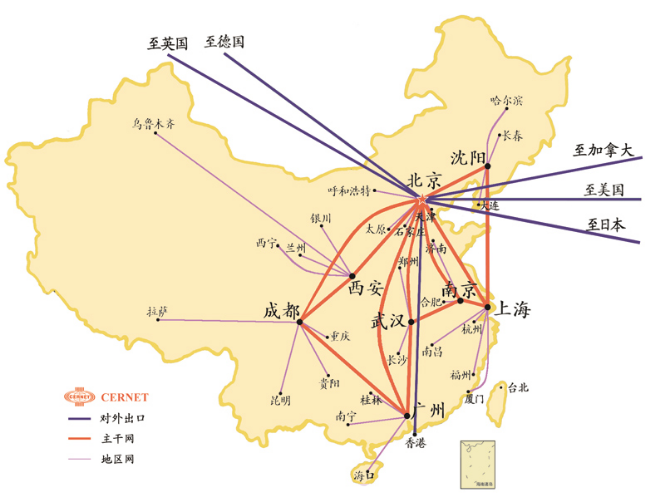 至英国
至德国
哈尔滨
乌鲁木齐
长春
沈阳
至加拿大
北京
呼和浩特
至美国
大连
天津
银川
太原
石家庄
至日本
西宁
兰州
济南
郑州
西安
南京
合肥
成都
武汉
上海
拉萨
杭州
重庆
长沙
南昌
贵阳
福州
台北
CERNET
CERNET
昆明
桂林
厦门
对外出口
南宁
广州
主干网
香港
地区网
海口